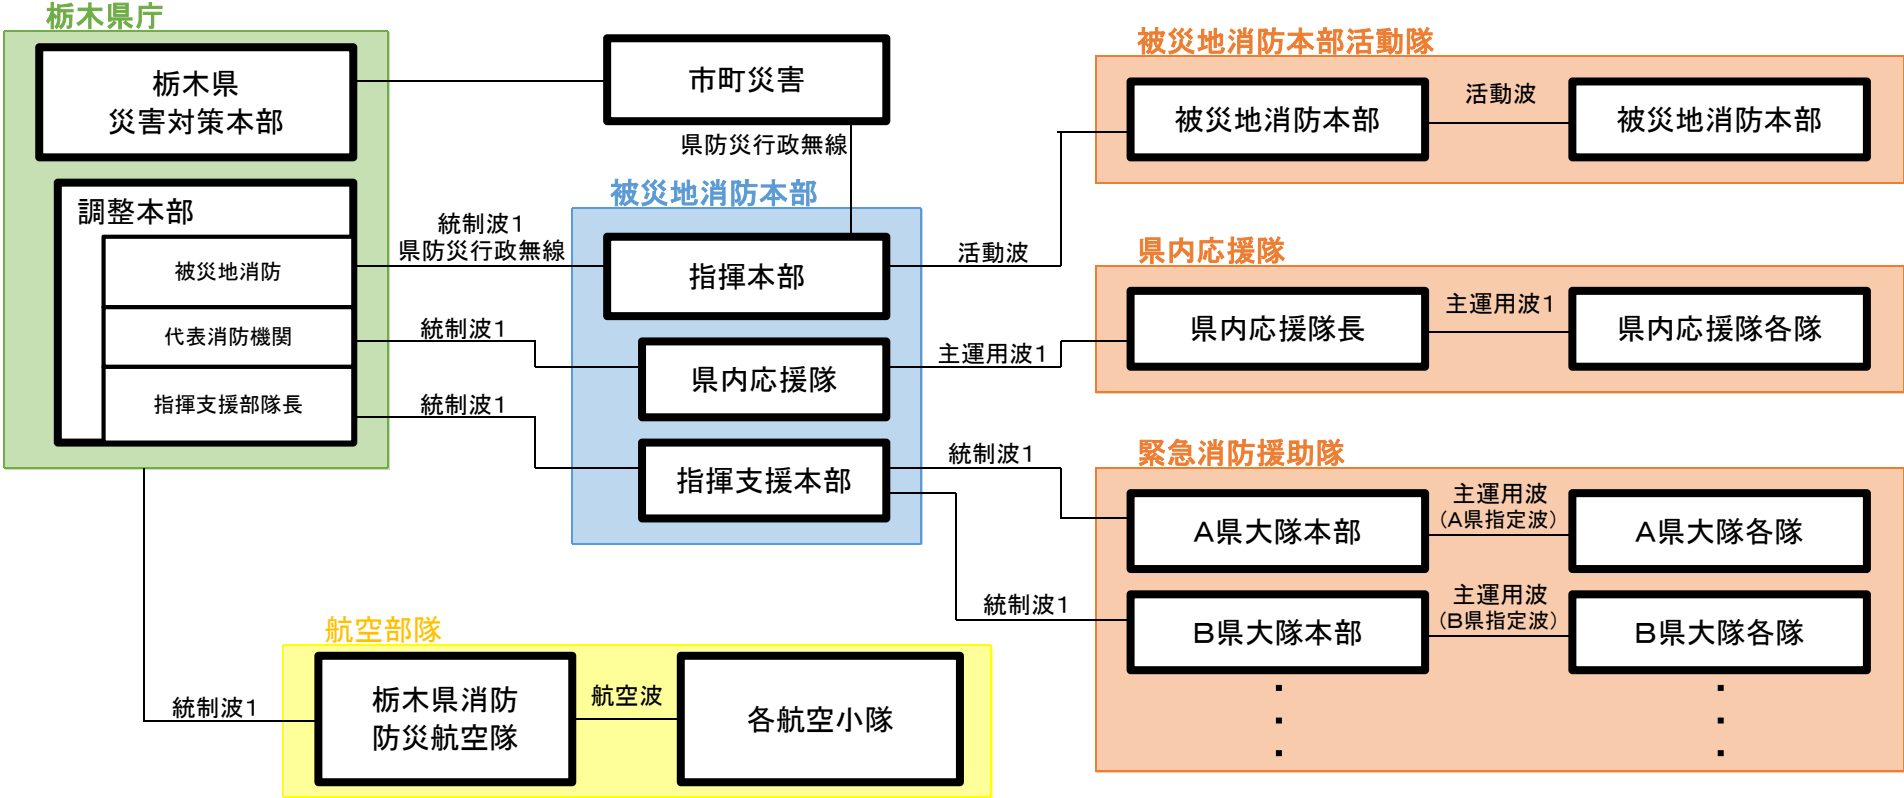 栃木県庁
栃木県
災害対策本部
調整本部
被災地消防
代表消防機関
指揮支援部隊長
市町災害
県防災行政無線
統制波1
県防災行政無線
統制波1
統制波1
被災地消防本部
指揮本部
県内応援隊
指揮支援本部
活動波
主運用波1
統制波1
統制波1
被災地消防本部活動隊
被災地消防本部
活動波
被災地消防本部
県内応援隊
県内応援隊長
主運用波1
県内応援隊各隊
緊急消防援助隊
A県大隊本部
主運用波
(A県指定波)
A県大隊各隊
B県大隊本部
主運用波
(B県指定波)
B県大隊各隊
統制波1
航空部隊
栃木県消防
防災航空隊
航空波
各航空小隊